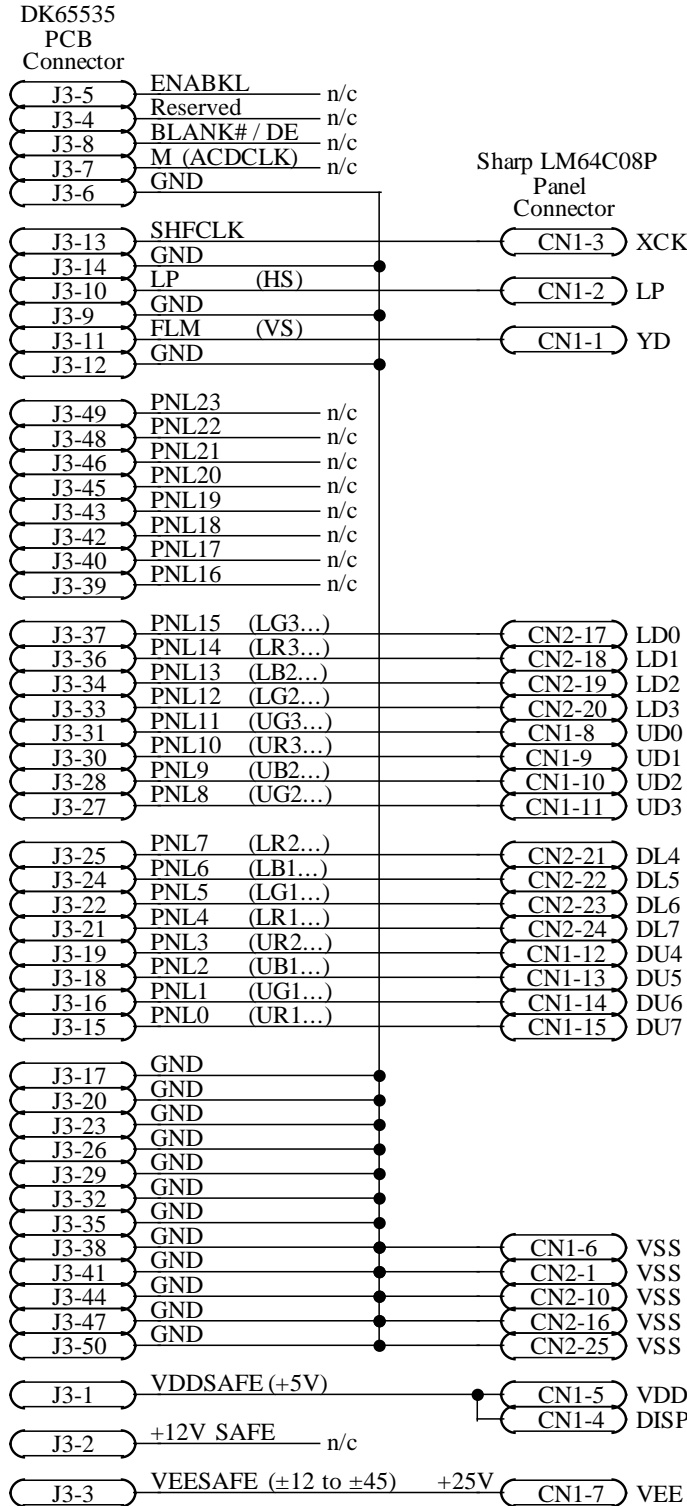 DK65535
PCB
Connector
J3-5 ENABKL n/c
J3-4 Reserved n/c
J3-8 BLANK# / DE n/c
J3-7 M (ACDCLK) n/c
Sharp LM64C08P
Panel
Connector
J3-6 GND
J3-13 SHFCLK CN1-3 XCK
J3-14 GND
J3-10 LP (HS) CN1-2 LP
J3-9 GND
J3-11 FLM (VS) CN1-1 YD
J3-12 GND
J3-49 PNL23 n/c
J3-48 PNL22 n/c
J3-46 PNL21 n/c
J3-45 PNL20 n/c
J3-43 PNL19 n/c
J3-42 PNL18 n/c
J3-40 PNL17 n/c
J3-39 PNL16 n/c
J3-37 PNL15 (LG3...) CN2-17 LD0
J3-36 PNL14 (LR3...) CN2-18 LD1
J3-34 PNL13 (LB2...) CN2-19 LD2
J3-33 PNL12 (LG2...) CN2-20 LD3
J3-31 PNL11 (UG3...) CN1-8 UD0
J3-30 PNL10 (UR3...) CN1-9 UD1
J3-28 PNL9 (UB2...) CN1-10 UD2
J3-27 PNL8 (UG2...) CN1-11 UD3
J3-25 PNL7 (LR2...) CN2-21 DL4
J3-24 PNL6 (LB1...) CN2-22 DL5
J3-22 PNL5 (LG1...) CN2-23 DL6
J3-21 PNL4 (LR1...) CN2-24 DL7
J3-19 PNL3 (UR2...) CN1-12 DU4
J3-18 PNL2 (UB1...) CN1-13 DU5
J3-16 PNL1 (UG1...) CN1-14 DU6
J3-15 PNL0 (UR1...) CN1-15 DU7
J3-17 GND
J3-20 GND
J3-23 GND
J3-26 GND
J3-29 GND
J3-32 GND
J3-35 GND
J3-38 GND CN1-6 VSS
J3-41 GND CN2-1 VSS
J3-44 GND CN2-10 VSS
J3-47 GND CN2-16 VSS
J3-50 GND CN2-25 VSS
J3-1 VDDSAFE (+5V) CN1-5 VDD
CN1-4 DISP
J3-2 +12V SAFE n/c
J3-3 VEESAFE (±12 to ±45) +25V CN1-7 VEE